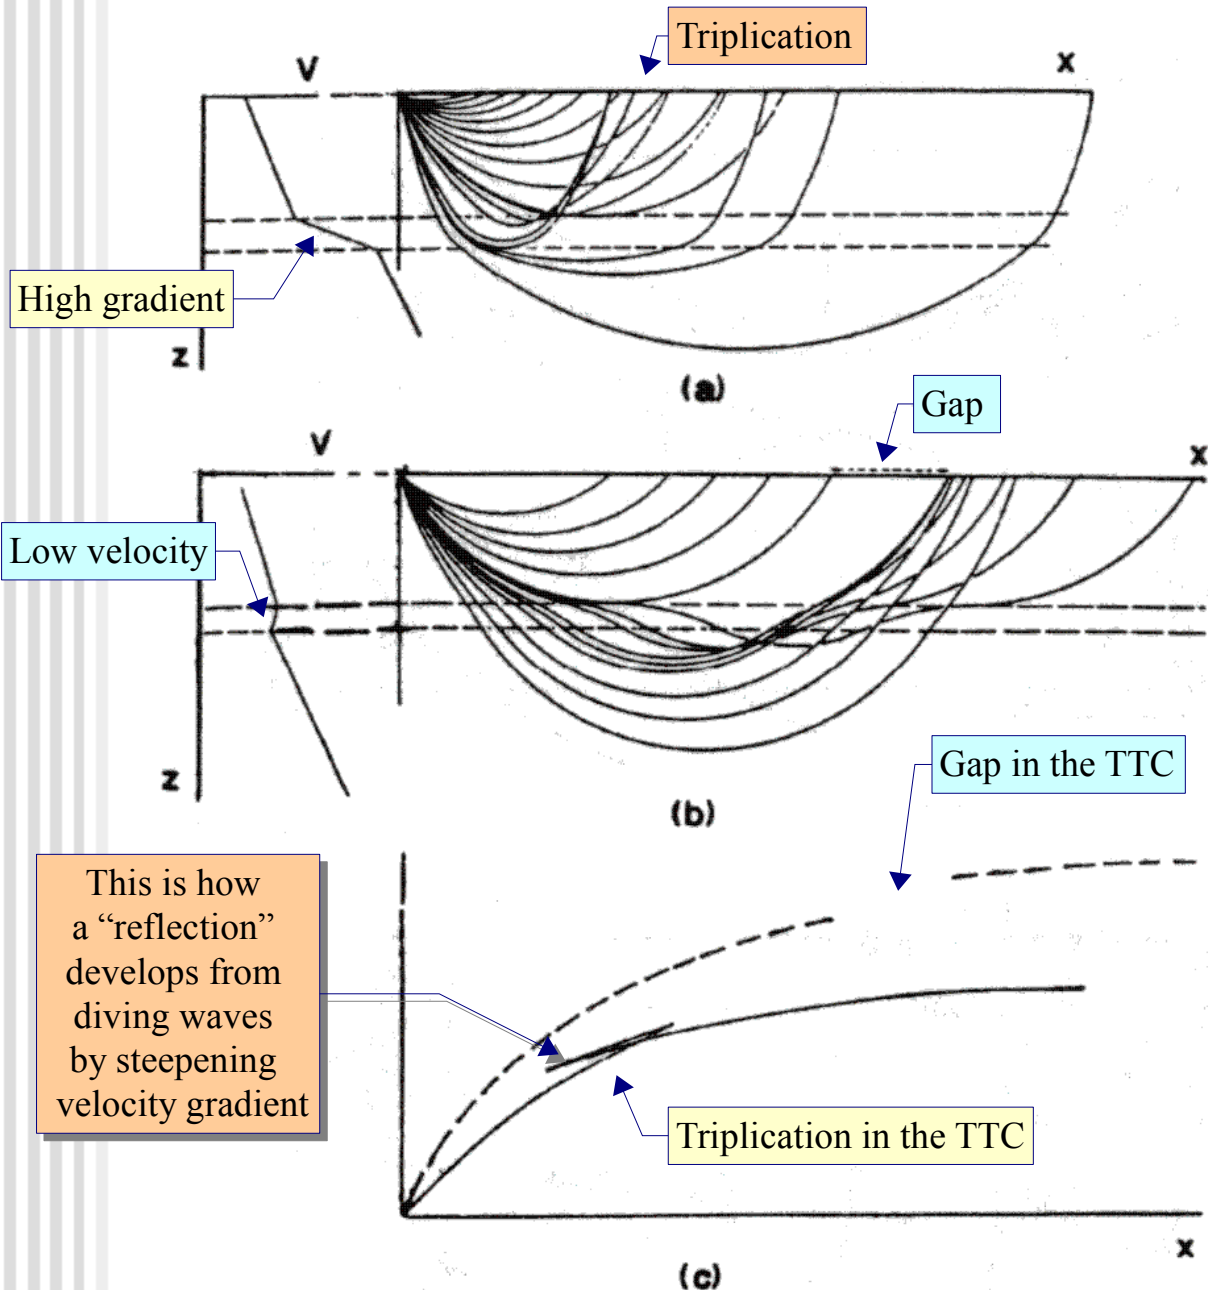 Triplication
V
x
High gradient
z
(a)
Gap
V
x
Low velocity
z
(b)
Gap in the TTC
This is how
a “reflection”
develops from
diving waves
by steepening
velocity gradient
Triplication in the TTC
x
(c)